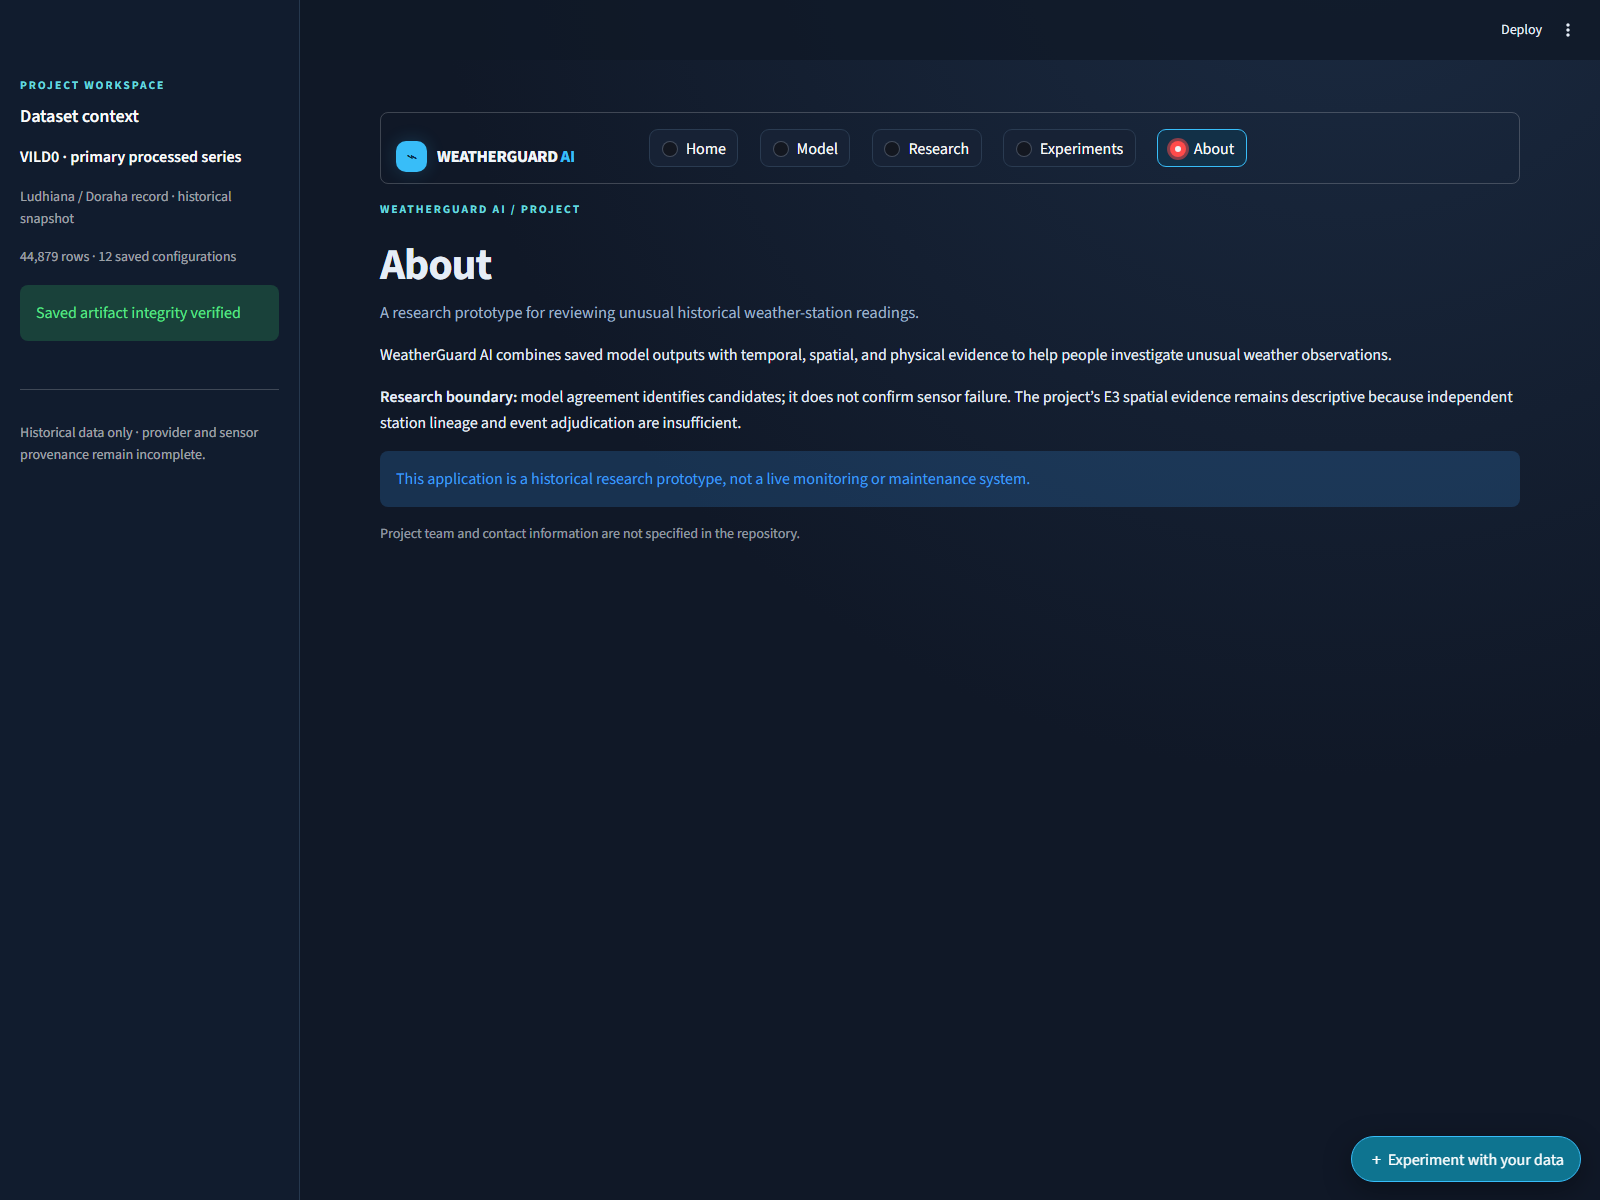 Deploy
PROJECT WORKSPACE
Dataset context
VILD0 · primary processed series
Ludhiana / Doraha record · historical
snapshot
44,879 rows · 12 saved configurations
Saved artifact integrity verified
Historical data only · provider and sensor
provenance remain incomplete.
WEATHERGUARD AI
Home
Model
Research
Experiments
About
WEATHERGUARD AI / PROJECT
About
A research prototype for reviewing unusual historical weather-station readings.
WeatherGuard AI combines saved model outputs with temporal, spatial, and physical evidence to help people investigate unusual weather observations.
Research boundary: model agreement identifies candidates; it does not confirm sensor failure. The project’s E3 spatial evidence remains descriptive because independent
station lineage and event adjudication are insufficient.
This application is a historical research prototype, not a live monitoring or maintenance system.
Project team and contact information are not specified in the repository.
+ Experiment with your data